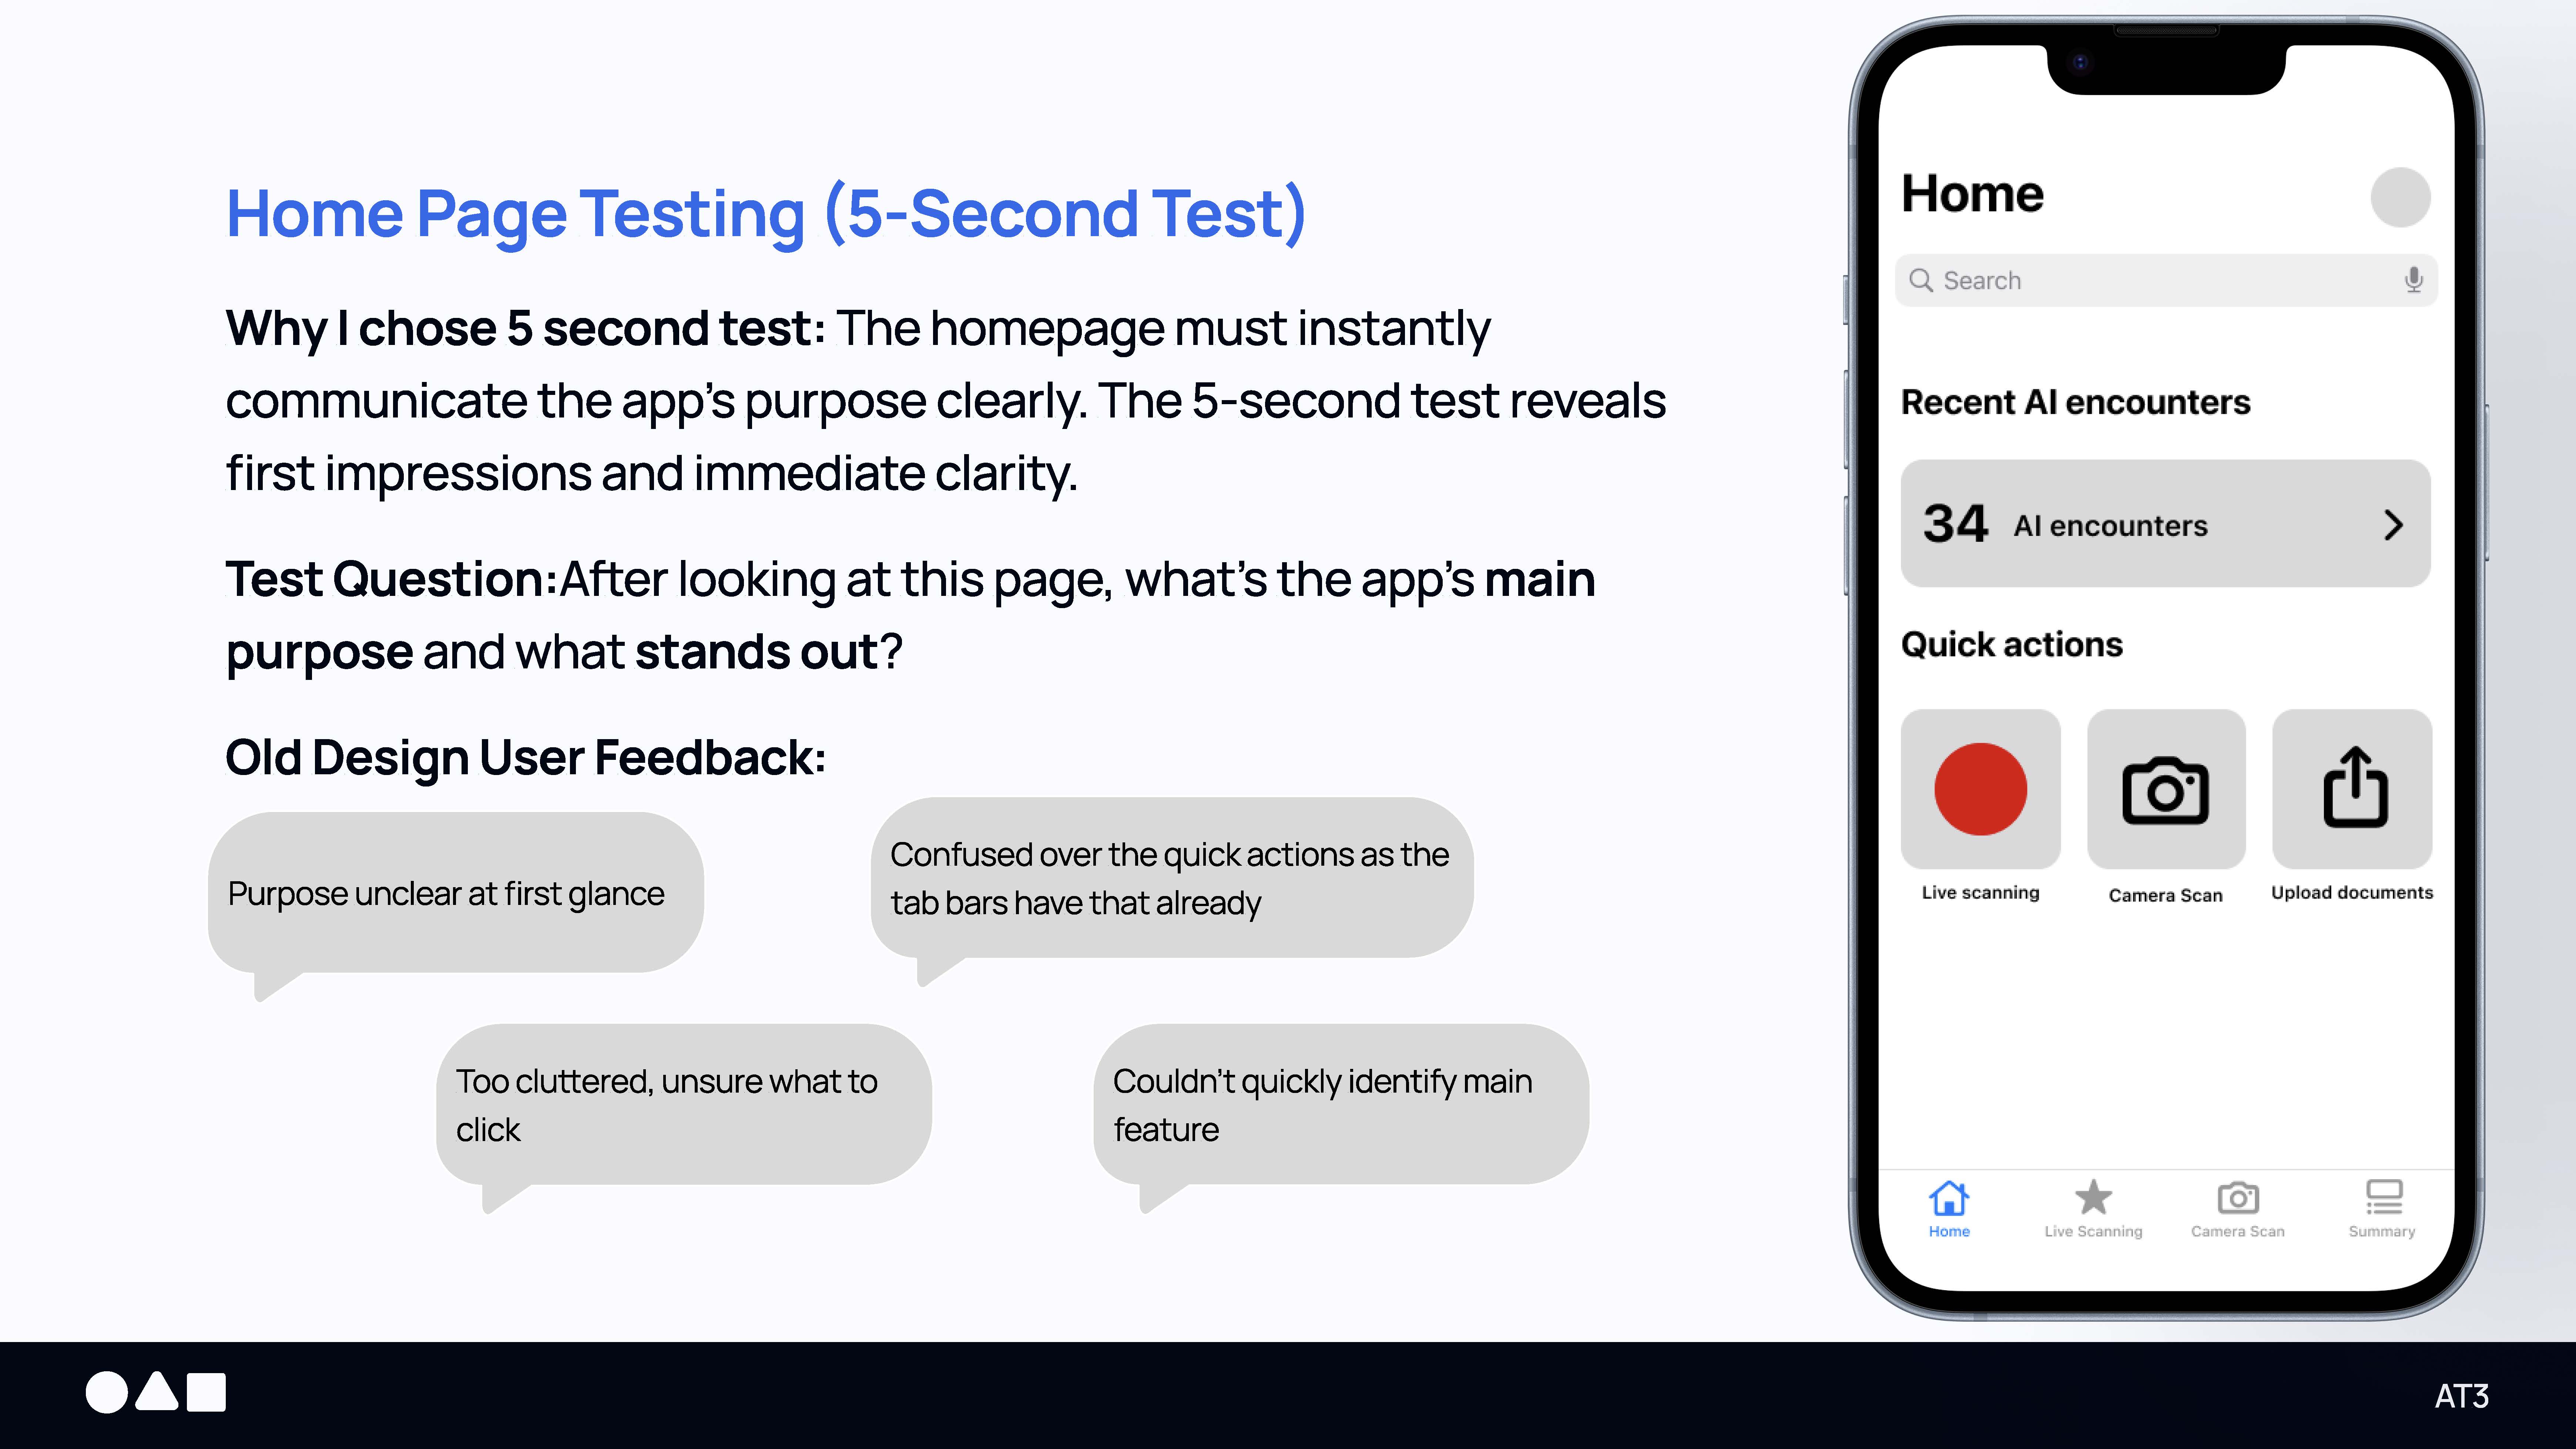 Home Page Testing (5-Second Test)
Why I chose 5 second test: The homepage must instantly
communicate the app’s purpose clearly. The 5-second test reveals
first impressions and immediate clarity.
Test Question:After looking at this page, what’s the app’s main
purpose and what stands out?
Old Design User Feedback:
Purpose unclear at first glance
Confused over the quick actions as the
tab bars have that already
Too cluttered, unsure what to
click
Couldn’t quickly identify main
feature
Home
Search
Recent AI encounters
34 AI encounters
Quick actions
Live scanning
Camera Scan
Upload documents
Home
Live Scanning
Camera Scan
Summary
AT3